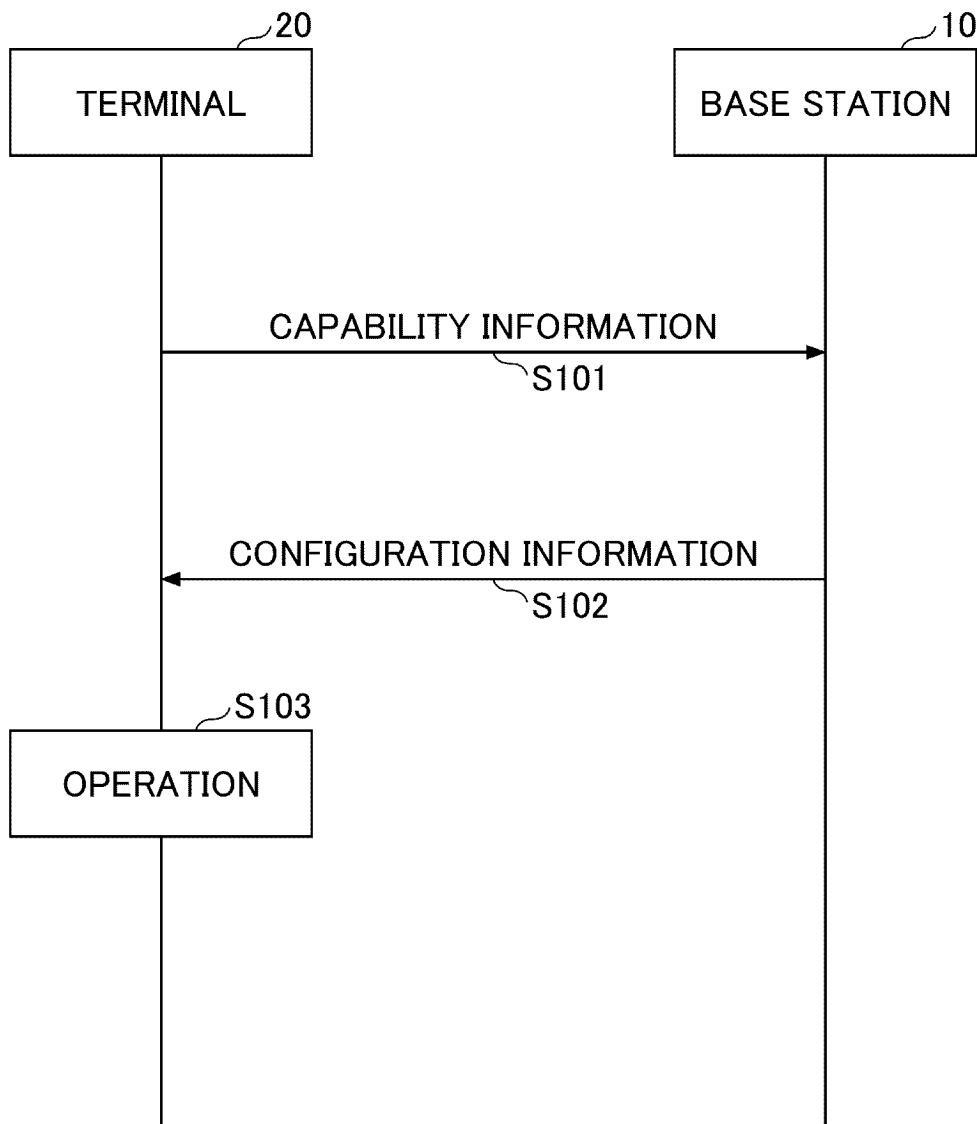 20
10
TERMINAL
BASE STATION
CAPABILITY INFORMATION
S101
CONFIGURATION INFORMATION
S102
S103
OPERATION